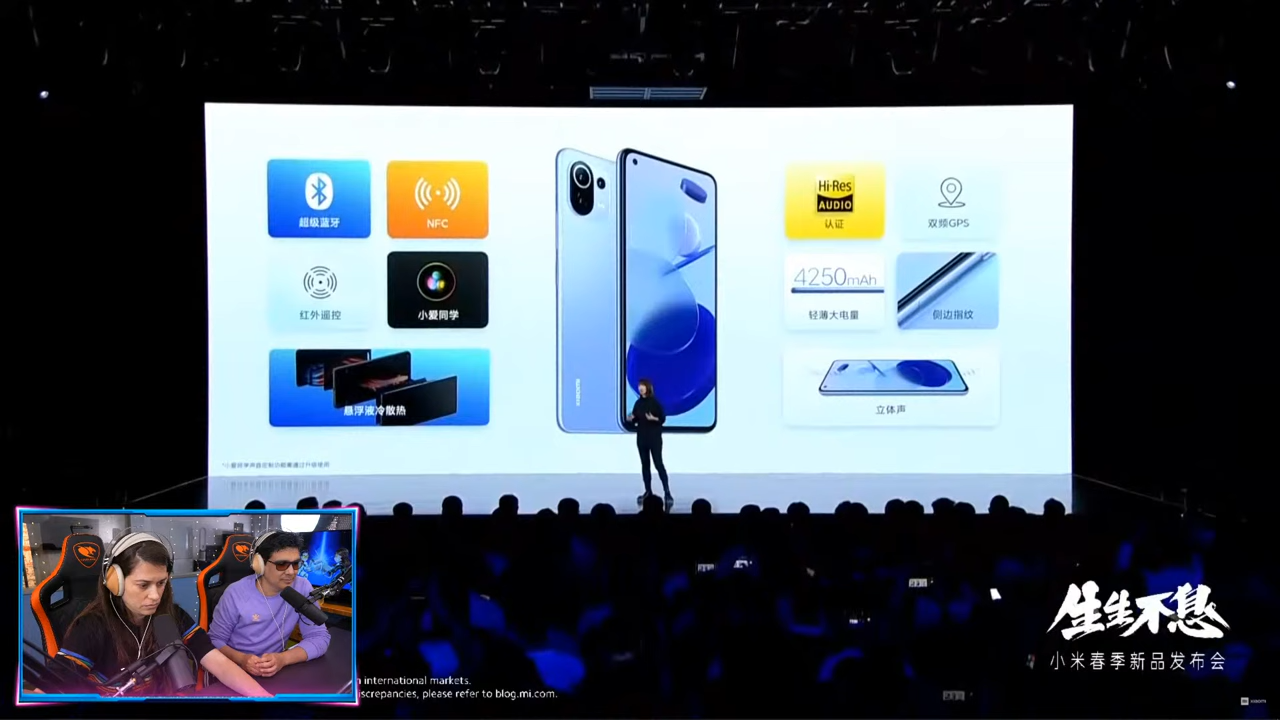 超级蓝牙
NFC
红外遥控
小爱同学
悬浮液冷散热
XIAOMI
Hi-Res
AUDIO
认证
双频GPS
4250mAh
轻薄大电量
侧边指纹
立体声
生生不息
小米春季新品发布会
n international markets.
iscrepancies, please refer to blog.mi.com.
XIAOMI